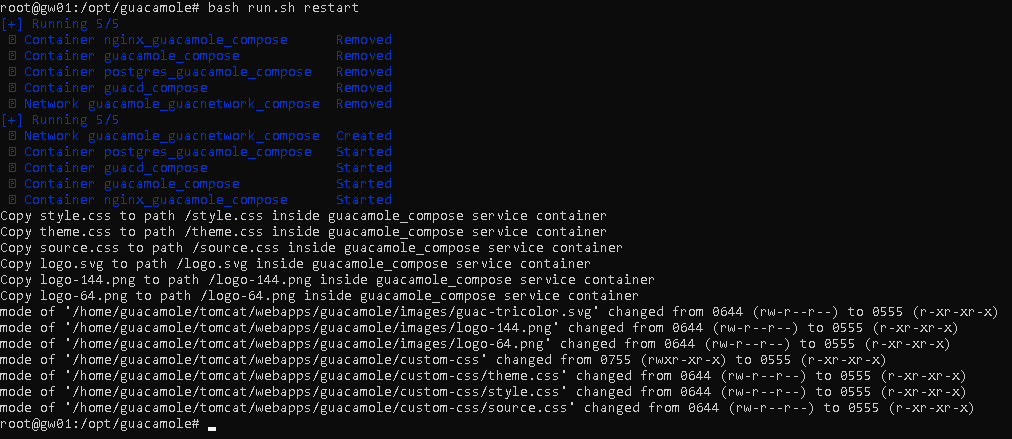 root@gw01:/opt/guacamole# bash run.sh restart
[+] Running 5/5
Container nginx_guacamole_compose Removed
Container guacamole_compose Removed
Container postgres_guacamole_compose Removed
Container guacd_compose Removed
Network guacamole_guacnetwork_compose Removed
[+] Running 5/5
Network guacamole_guacnetwork_compose Created
Container postgres_guacamole_compose Started
Container guacd_compose Started
Container guacamole_compose Started
Container nginx_guacamole_compose Started
Copy style.css to path /style.css inside guacamole_compose service container
Copy theme.css to path /theme.css inside guacamole_compose service container
Copy source.css to path /source.css inside guacamole_compose service container
Copy logo.svg to path /logo.svg inside guacamole_compose service container
Copy logo-144.png to path /logo-144.png inside guacamole_compose service container
Copy logo-64.png to path /logo-64.png inside guacamole_compose service container
mode of '/home/guacamole/tomcat/webapps/guacamole/images/guac-tricolor.svg' changed from 0644 (rw-r--r--) to 0555 (r-xr-xr-x)
mode of '/home/guacamole/tomcat/webapps/guacamole/images/logo-144.png' changed from 0644 (rw-r--r--) to 0555 (r-xr-xr-x)
mode of '/home/guacamole/tomcat/webapps/guacamole/images/logo-64.png' changed from 0644 (rw-r--r--) to 0555 (r-xr-xr-x)
mode of '/home/guacamole/tomcat/webapps/guacamole/custom-css' changed from 0755 (rwxr-xr-x) to 0555 (r-xr-xr-x)
mode of '/home/guacamole/tomcat/webapps/guacamole/custom-css/theme.css' changed from 0644 (rw-r--r--) to 0555 (r-xr-xr-x)
mode of '/home/guacamole/tomcat/webapps/guacamole/custom-css/style.css' changed from 0644 (rw-r--r--) to 0555 (r-xr-xr-x)
mode of '/home/guacamole/tomcat/webapps/guacamole/custom-css/source.css' changed from 0644 (rw-r--r--) to 0555 (r-xr-xr-x)
root@gw01:/opt/guacamole#